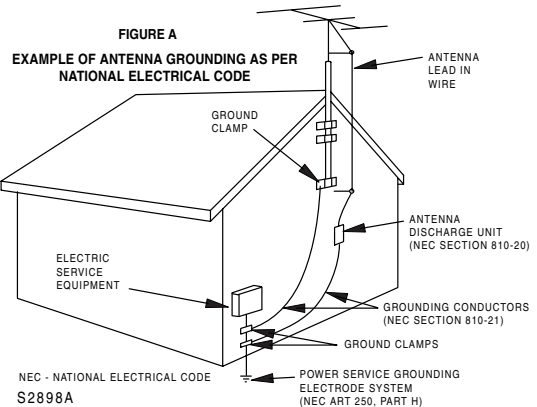 FIGURE A
EXAMPLE OF ANTENNA GROUNDING AS PER
NATIONAL ELECTRICAL CODE
ANTENNA
LEAD IN
WIRE
GROUND
CLAMP
ANTENNA
DISCHARGE UNIT
(NEC SECTION 810-20)
ELECTRIC
SERVICE
EQUIPMENT
GROUNDING CONDUCTORS
(NEC SECTION 810-21)
GROUND CLAMPS
POWER SERVICE GROUNDING
ELECTRODE SYSTEM
(NEC ART 250, PART H)
NEC - NATIONAL ELECTRICAL CODE
S2898A